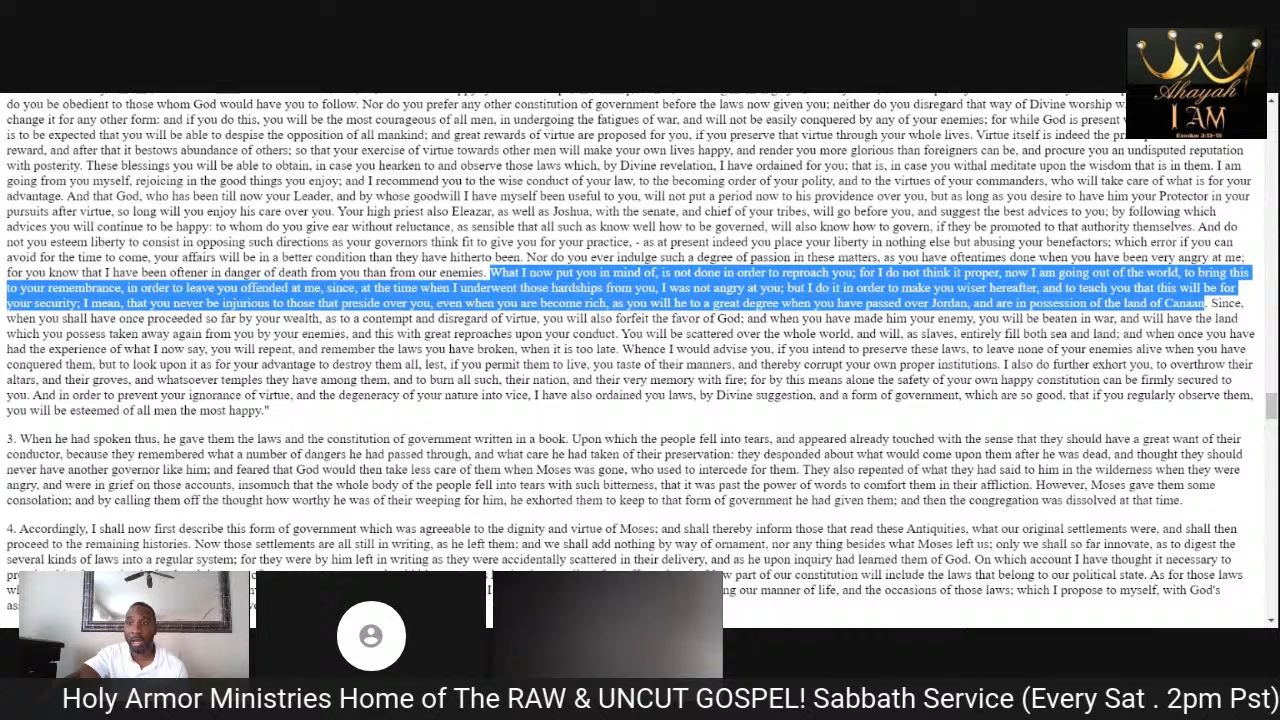 do you be obedient to those whom God would have you to follow. Nor do you prefer any other constitution of government before the laws now given you; neither do you disregard that way of Divine worship w
change it for any other form: and if you do this, you will be the most courageous of all men, in undergoing the fatigues of war, and will not be easily conquered by any of your enemies; for while God is present
is to be expected that you will be able to despise the opposition of all mankind; and great rewards of virtue are proposed for you, if you preserve that virtue through your whole lives. Virtue itself is indeed the
reward, and after that it bestows abundance of others; so that your exercise of virtue towards other men will make your own lives happy, and render you more glorious than foreigners can be, and procure you an undisputed reputation
with posterity. These blessings you will be able to obtain, in case you hearken to and observe those laws which, by Divine revelation, I have ordained for you; that is, in case you withal meditate upon the wisdom that is in them. I am
going from you myself, rejoicing in the good things you enjoy; and I recommend you to the wise conduct of your law, to the becoming order of your polity, and to the virtues of your commanders, who will take care of what is for your
advantage. And that God, who has been till now your Leader, and by whose goodwill I have myself been useful to you, will not put a period now to his providence over you, but as long as you desire to have him your Protector in your
pursuits after virtue, so long will you enjoy his care over you. Your high priest also Eleazar, as well as Joshua, with the senate, and chief of your tribes, will go before you, and suggest the best advices to you; by following which
advices you will continue to be happy: to whom do you give ear without reluctance, as sensible that all such as know well how to be governed, will also know how to govern, if they be promoted to that authority themselves. And do
not you esteem liberty to consist in opposing such directions as your governors think fit to give you for your practice, - as at present indeed you place your liberty in nothing else but abusing your benefactors; which error if you can
avoid for the time to come, your affairs will be in a better condition than they have hitherto been. Nor do you ever indulge such a degree of passion in these matters, as you have oftentimes done when you have been very angry at me;
for you know that I have been oftener in danger of death from you than from our enemies. What I now put you in mind of, is not done in order to reproach you; for I do not think it proper, now I am going out of the world, to bring this
to your remembrance, in order to leave you offended at me, since, at the time when I underwent those hardships from you, I was not angry at you; but I do it in order to make you wiser hereafter, and to teach you that this will be for
your security; I mean, that you never be injurious to those that preside over you, even when you are become rich, as you will he to a great degree when you have passed over Jordan, and are in possession of the land of Canaan. Since,
when you shall have once proceeded so far by your wealth, as to a contempt and disregard of virtue, you will also forfeit the favor of God; and when you have made him your enemy, you will be beaten in war, and will have the land
which you possess taken away again from you by your enemies, and this with great reproaches upon your conduct. You will be scattered over the whole world, and will, as slaves, entirely fill both sea and land; and when once you have
had the experience of what I now say, you will repent, and remember the laws you have broken, when it is too late. Whence I would advise you, if you intend to preserve these laws, to leave none of your enemies alive when you have
conquered them, but to look upon it as for your advantage to destroy them all, lest, if you permit them to live, you taste of their manners, and thereby corrupt your own proper institutions. I also do further exhort you, to overthrow their
altars, and their groves, and whatsoever temples they have among them, and to burn all such, their nation, and their very memory with fire; for by this means alone the safety of your own happy constitution can be firmly secured to
you. And in order to prevent your ignorance of virtue, and the degeneracy of your nature into vice, I have also ordained you laws, by Divine suggestion, and a form of government, which are so good, that if you regularly observe them,
you will be esteemed of all men the most happy."
3. When he had spoken thus, he gave them the laws and the constitution of government written in a book. Upon which the people fell into tears, and appeared already touched with the sense that they should have a great want of their
conductor, because they remembered what a number of dangers he had passed through, and what care he had taken of their preservation: they desponded about what would come upon them after he was dead, and thought they should
never have another governor like him; and feared that God would then take less care of them when Moses was gone, who used to intercede for them. They also repented of what they had said to him in the wilderness when they were
angry, and were in grief on those accounts, insomuch that the whole body of the people fell into tears with such bitterness, that it was past the power of words to comfort them in their affliction. However, Moses gave them some
consolation; and by calling them off the thought how worthy he was of their weeping for him, he exhorted them to keep to that form of government he had given them; and then the congregation was dissolved at that time.
4. Accordingly, I shall now first describe this form of government which was agreeable to the dignity and virtue of Moses; and shall thereby inform those that read these Antiquities, what our original settlements were, and shall then
proceed to the remaining histories. Now those settlements are all still in writing, as he left them; and we shall add nothing by way of ornament, nor any thing besides what Moses left us; only we shall so far innovate, as to digest the
several kinds of laws into a regular system; for they were by him left in writing as they were accidentally scattered in their delivery, and as he upon inquiry had learned them of God. On which account I have thought it necessary to
part of our constitution will include the laws that belong to our political state. As for those laws
our manner of life, and the occasions of those laws; which I propose to myself, with God's
Ahayah
I AM
Exodus 3:13-15
Holy Armor Ministries Home of The RAW & UNCUT GOSPEL! Sabbath Service (Every Sat . 2pm Pst)